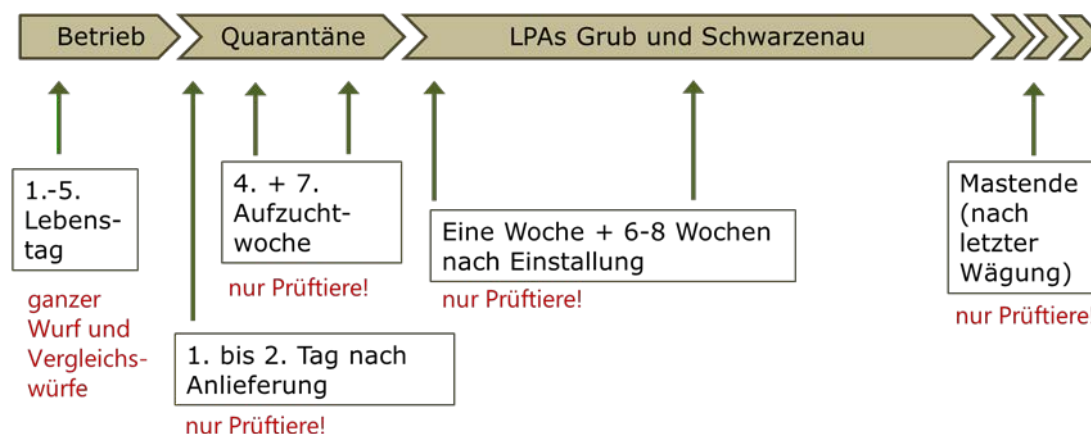 Betrieb
Quarantäne
LPAs Grub und Schwarzenau
1.-5.
Lebens-
tag
ganzer
Wurf und
Vergleichs-
würfe
1. bis 2. Tag nach
Anlieferung
nur Prüftiere!
4. + 7.
Aufzucht-
woche
nur Prüftiere!
Eine Woche + 6-8 Wochen
nach Einstallung
nur Prüftiere!
Mastende
(nach
letzter
Wägung)
nur Prüftiere!